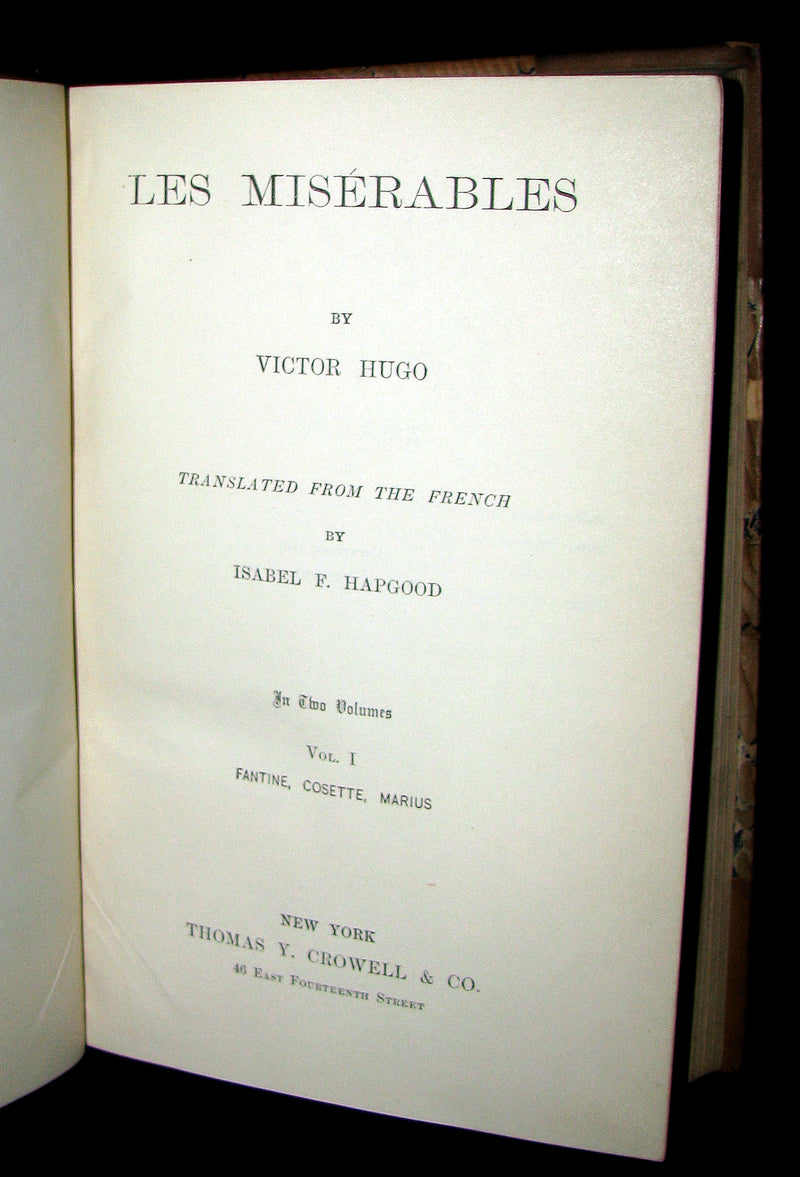 LES MISÉRABLES
BY
VICTOR HUGO
TRANSLATED FROM THE FRENCH
BY
ISABEL F. HAPGOOD
In Two Volumes
VOL. I
FANTINE, COSETTE, MARIUS
NEW YORK
THOMAS Y. CROWELL & CO.
46 EAST FOURTEENTH STREET